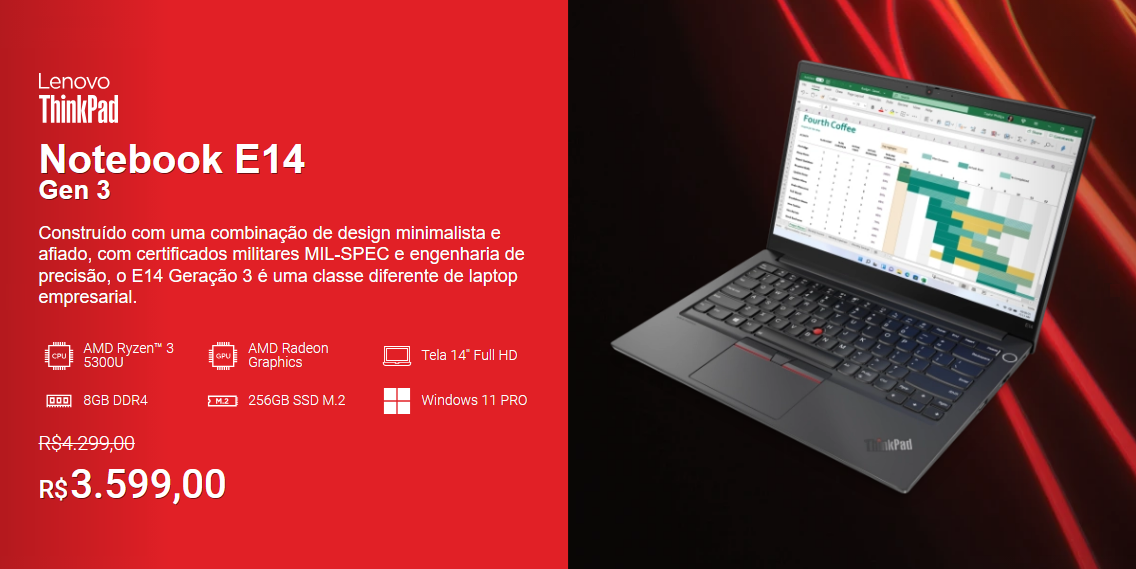 Lenovo
ThinkPad
Notebook E14
Gen 3
Construído com uma combinação de design minimalista e
afiado, com certificados militares MIL-SPEC e engenharia de
precisão, o E14 Geração 3 é uma classe diferente de laptop
empresarial.
CPU
AMD Ryzen™ 3
5300U
GPU
AMD Radeon
Graphics
Tela 14" Full HD
8GB DDR4
M.2
256GB SSD M.2
Windows 11 PRO
R$4.299,00
R$3.599,00
Fourth Coffee
ThinkPad